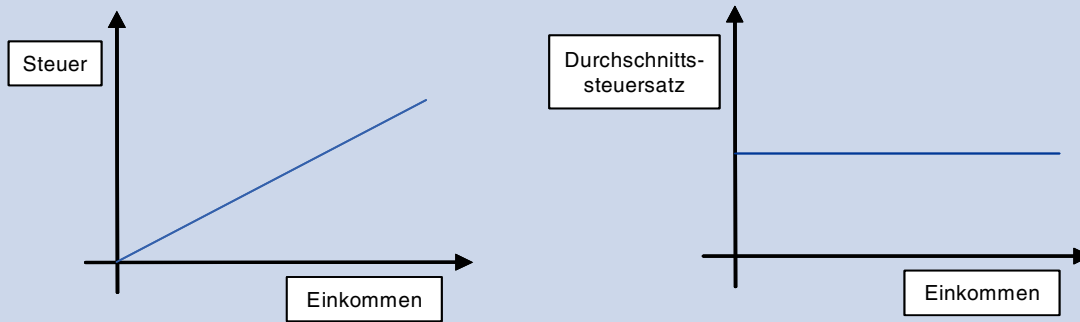 Steuer
Einkommen
Durchschnitts-
steuersatz
Einkommen